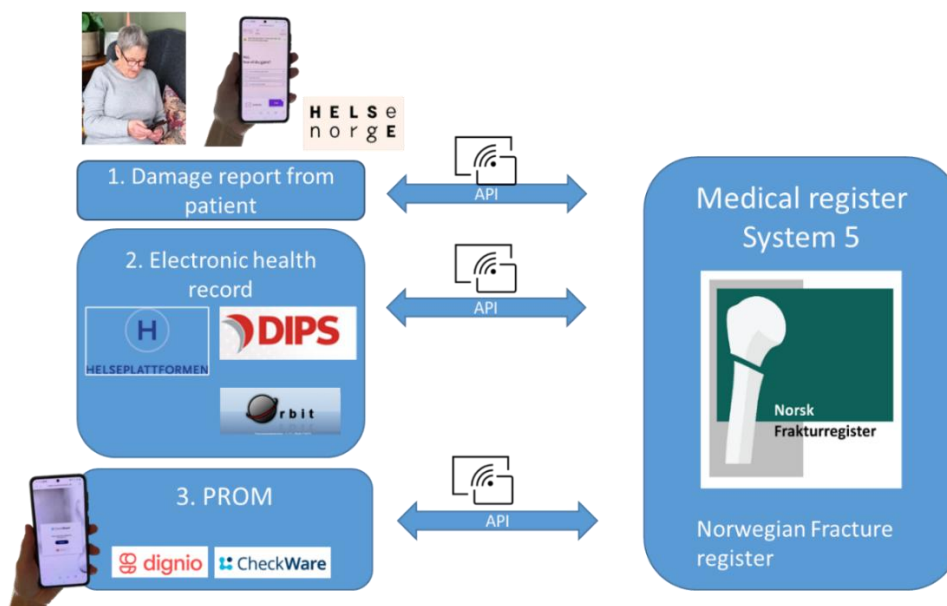 HELSe
norgE
1. Damage report from
patient
API
2. Electronic health
record
H
HELSEPLATTFORMEN
DIPS
Orbit
API
3. PROM
dignio
CheckWare
API
Medical register
System 5
Norsk
Frakturregister
Norwegian Fracture
register